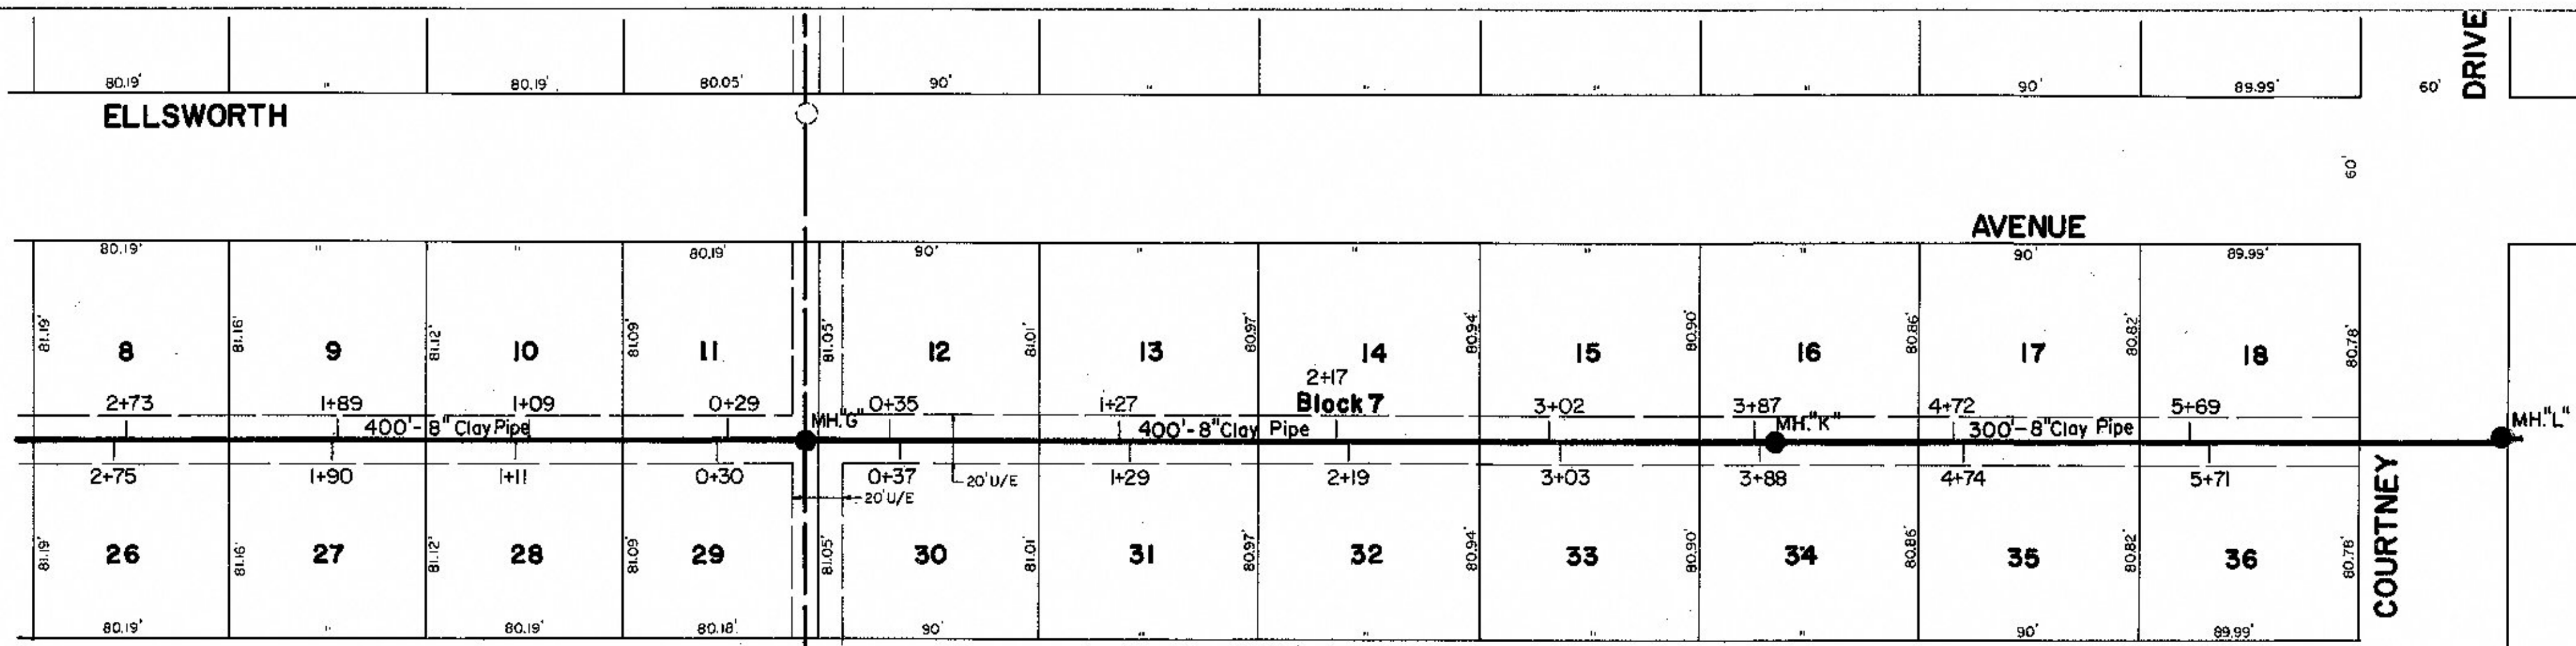 DRIVE
80.19' " 80.19' 80.05' 90' " " " " 90' 89.99' 60'
ELLSWORTH
60'
AVENUE
80.19' " " 80.19' 90' " " " " 90' 89.99'
81.19' 81.16' 81.12' 81.09' 81.05' 81.01' 80.97' 80.94' 80.90' 80.86' 80.82' 80.78'
8 9 10 11 12 13 14 15 16 17 18
2+17
2+73 1+89 1+09 0+29 0+35 1+27 Block 7 3+02 3+87 4+72 5+69
MH."G" MH."K" MH."L"
400'-8" Clay Pipe 400'-8" Clay Pipe 300'-8" Clay Pipe
2+75 1+90 1+11 0+30 0+37 20'U/E 1+29 2+19 3+03 3+88 4+74 5+71
20'U/E
COURTNEY
81.19' 81.16' 81.12' 81.09' 81.05' 81.01' 80.97' 80.94' 80.90' 80.86' 80.82' 80.78'
26 27 28 29 30 31 32 33 34 35 36
80.19' " 80.19' 80.18' 90' " " " " 90' 89.99'